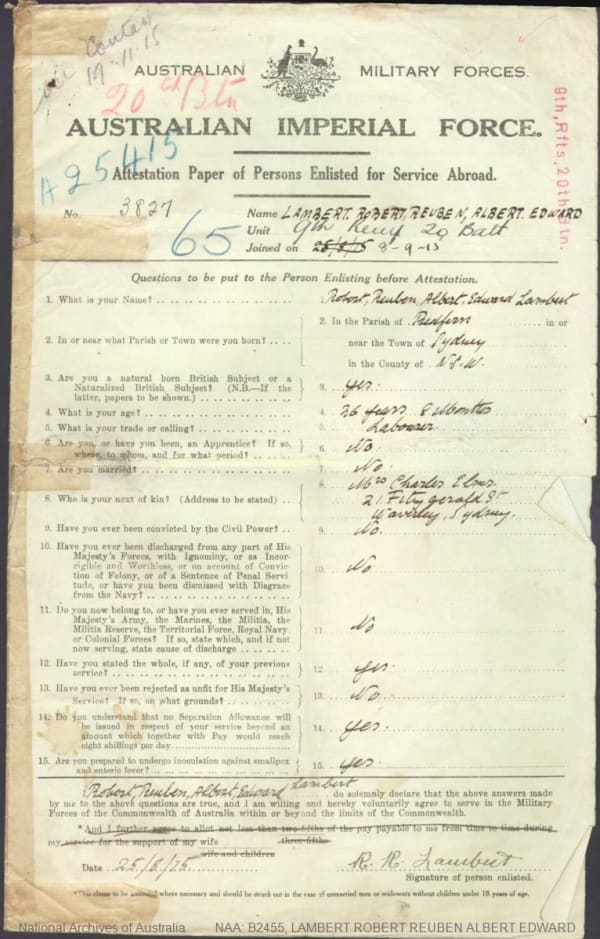 Contact
19.11.15
20th Btn
AUSTRALIAN MILITARY FORCES.
AUSTRALIAN IMPERIAL FORCE.
A25415
Attestation Paper of Persons Enlisted for Service Abroad.
9th, Rfts, 20th Btn.
No. 3827
Name LAMBERT, ROBERT, REUBEN, ALBERT. EDWARD
65
Unit 9th Reinf 20 Batt
Joined on 25/8/15 8-9-15
Questions to be put to the Person Enlisting before Attestation.
1. What is your Name?
Robert, Reuben, Albert. Edward Lambert
2. In or near what Parish or Town were you born?
2. In the Parish of Redfern in or
near the Town of Sydney
in the County of N.S.W.
3. Are you a natural born British Subject or a
Naturalized British Subject? (N.B.—If the
latter, papers to be shown.)
3. Yes.
4. What is your age?
4. 36 years 8 Months
5. What is your trade or calling?
5. Labourer.
6. Are you, or have you been, an Apprentice? If so,
where, to whom, and for what period?
6. No
7. Are you married?
7. No
8. Who is your next of kin? (Address to be stated)
8. Mrs Charles Elms.
21 Fitzgerald St
Waverley, Sydney.
9. Have you ever been convicted by the Civil Power?
9. No.
10. Have you ever been discharged from any part of His
Majesty's Forces, with Ignominy, or as Incor-
rigible and Worthless, or on account of Convic-
tion of Felony, or of a Sentence of Penal Servi
tude, or have you been dismissed with Disgrace
from the Navy?
10. No
11. Do you now belong to, or have you ever served in, His
Majesty's Army, the Marines, the Militia, the
Militia Reserve, the Territorial Force, Royal Navy
or Colonial Forces? If so, state which, and if not
now serving, state cause of discharge
11. No
12. Have you stated the whole, if any, of your previous
service?
12. Yes.
13. Have you ever been rejected as unfit for His Majesty's
Service? If so, on what grounds?
13. No.
14. Do you understand that no Separation Allowance will
be issued in respect of your service beyond an
amount which together with Pay would reach
eight shillings per day
14. Yes.
15. Are you prepared to undergo inoculation against smallpox
and enteric fever?
15. Yes.
I, Robert, Reuben, Albert Edward Lambert do solemnly declare that the above answers made
by me to the above questions are true, and I am willing and hereby voluntarily agree to serve in the Military
Forces of the Commonwealth of Australia within or beyond the limits of the Commonwealth.
*And I further agree to allot not less than two-fifths of the pay payable to me from time to time during
my service for the support of my wife three-fifths
wife and children
Date 25/8/15.
R. R. Lambert
Signature of person enlisted.
*This clause to be amended where necessary and should be struck out in the case of unmarried men or widowers without children under 18 years of age.
National Archives of Australia NAA: B2455, LAMBERT ROBERT REUBEN ALBERT EDWARD